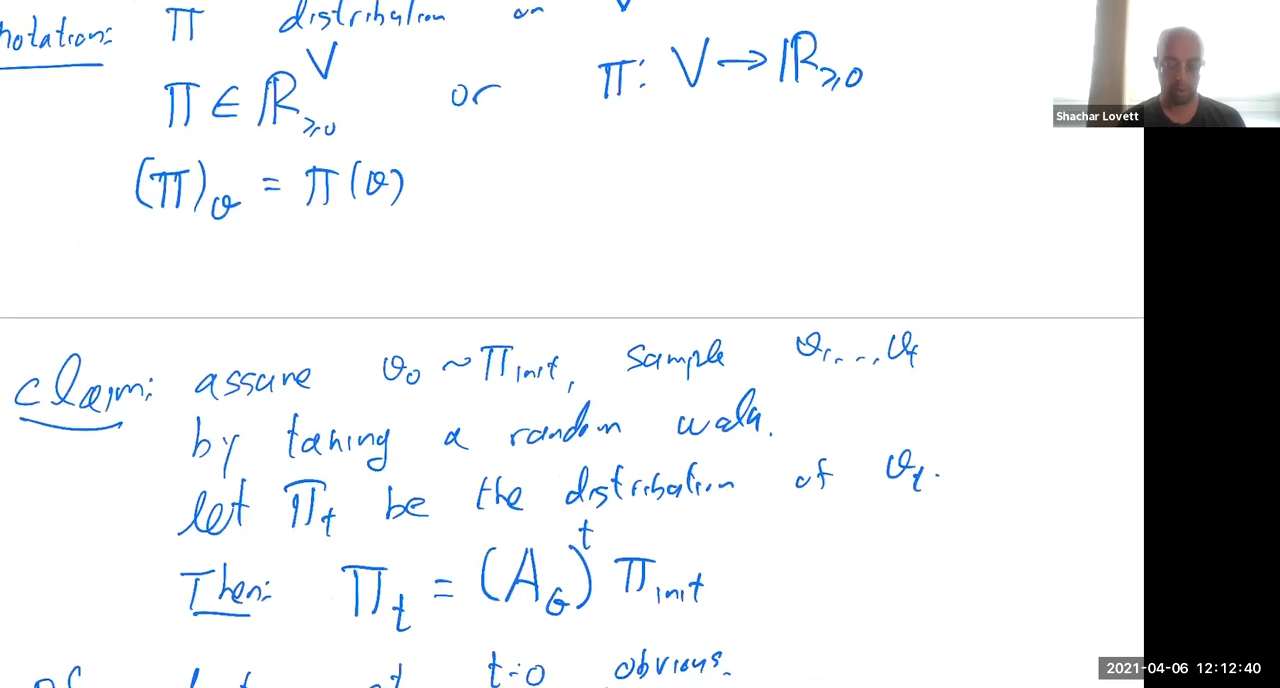 notation: π distribution on V
π ∈ ℝ^V_{≥0} or π: V → ℝ_{≥0}
Shachar Lovett
(π)_v = π(v)
Claim: assume v_0 ~ π_init, sample v_1,...,v_t
by taking a random walk.
let π_t be the distribution of v_t.
Then: π_t = (A_G)^t π_init
t=0 obvious.
2021-04-06 12:12:40